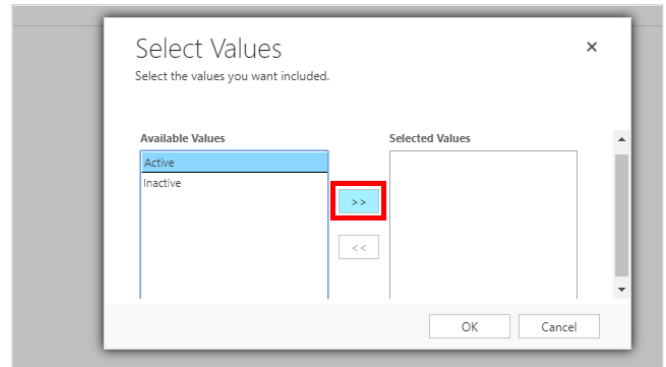 Select Values
×
Select the values you want included.
Available Values
Selected Values
Active
Inactive
>>
<<
OK
Cancel